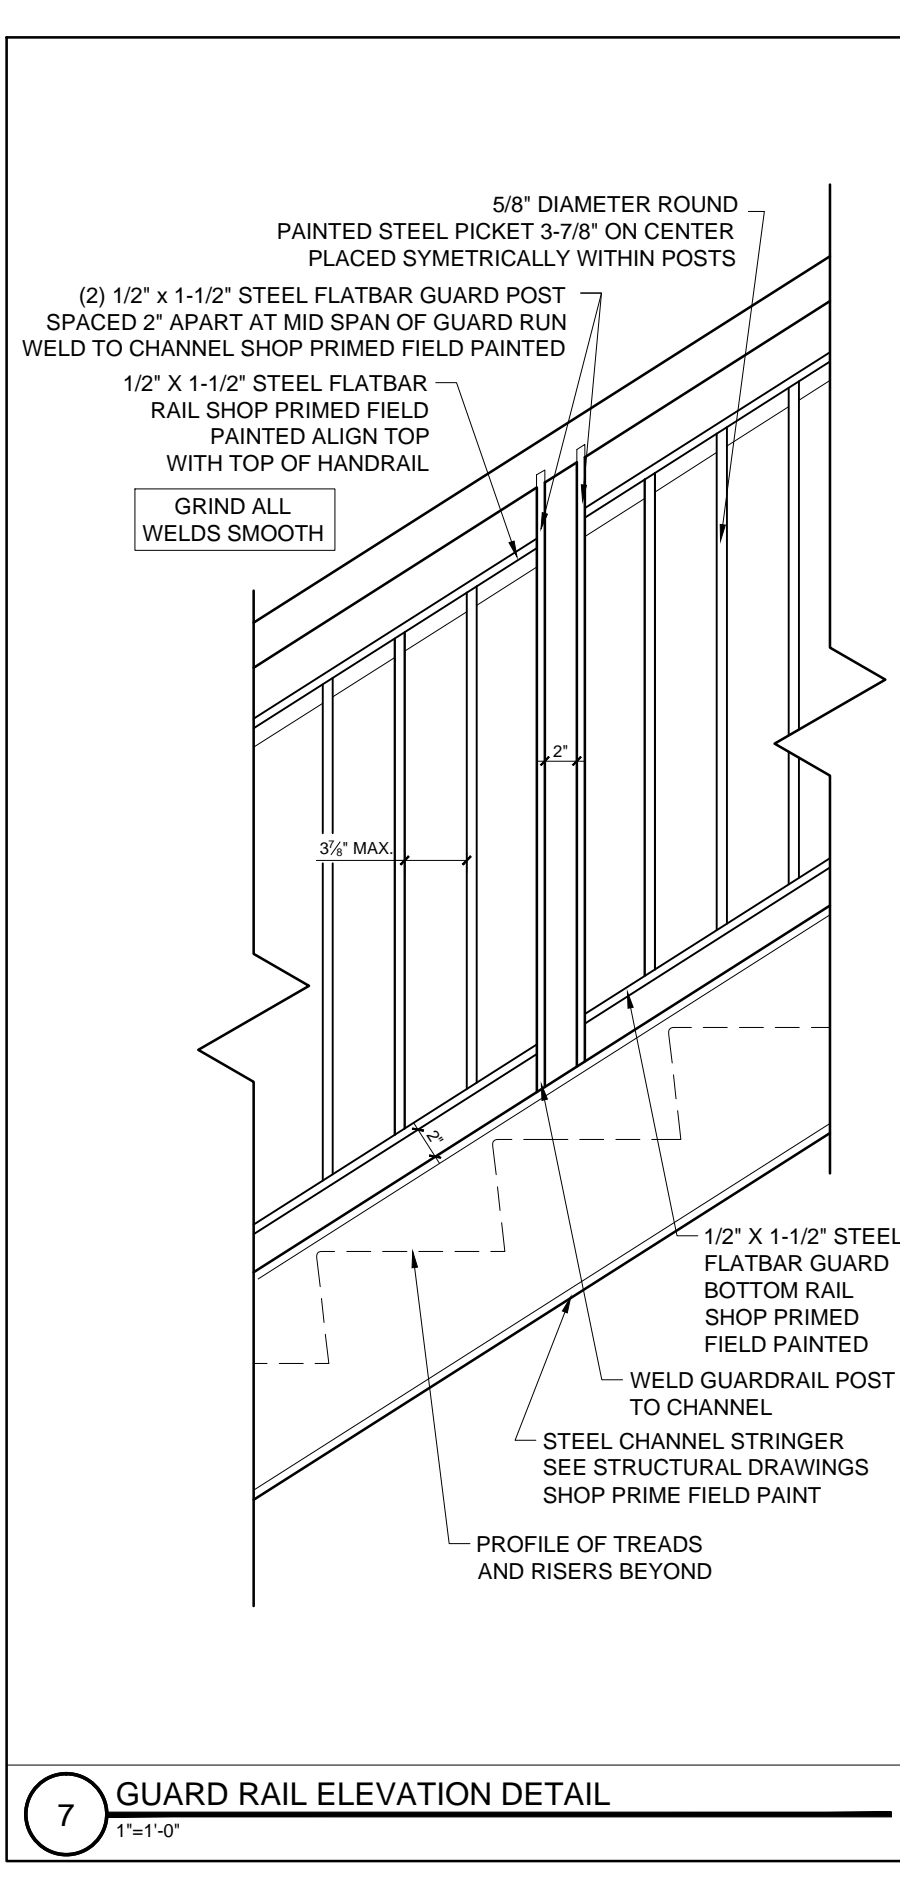 5/8" DIAMETER ROUND
PAINTED STEEL PICKET 3-7/8" ON CENTER
PLACED SYMETRICALLY WITHIN POSTS
(2) 1/2" x 1-1/2" STEEL FLATBAR GUARD POST
SPACED 2" APART AT MID SPAN OF GUARD RUN
WELD TO CHANNEL SHOP PRIMED FIELD PAINTED
1/2" X 1-1/2" STEEL FLATBAR
RAIL SHOP PRIMED FIELD
PAINTED ALIGN TOP
WITH TOP OF HANDRAIL
GRIND ALL
WELDS SMOOTH
2"
3⅞" MAX.
2"
1/2" X 1-1/2" STEEL
FLATBAR GUARD
BOTTOM RAIL
SHOP PRIMED
FIELD PAINTED
WELD GUARDRAIL POST
TO CHANNEL
STEEL CHANNEL STRINGER
SEE STRUCTURAL DRAWINGS
SHOP PRIME FIELD PAINT
PROFILE OF TREADS
AND RISERS BEYOND
7 GUARD RAIL ELEVATION DETAIL
1"=1'-0"